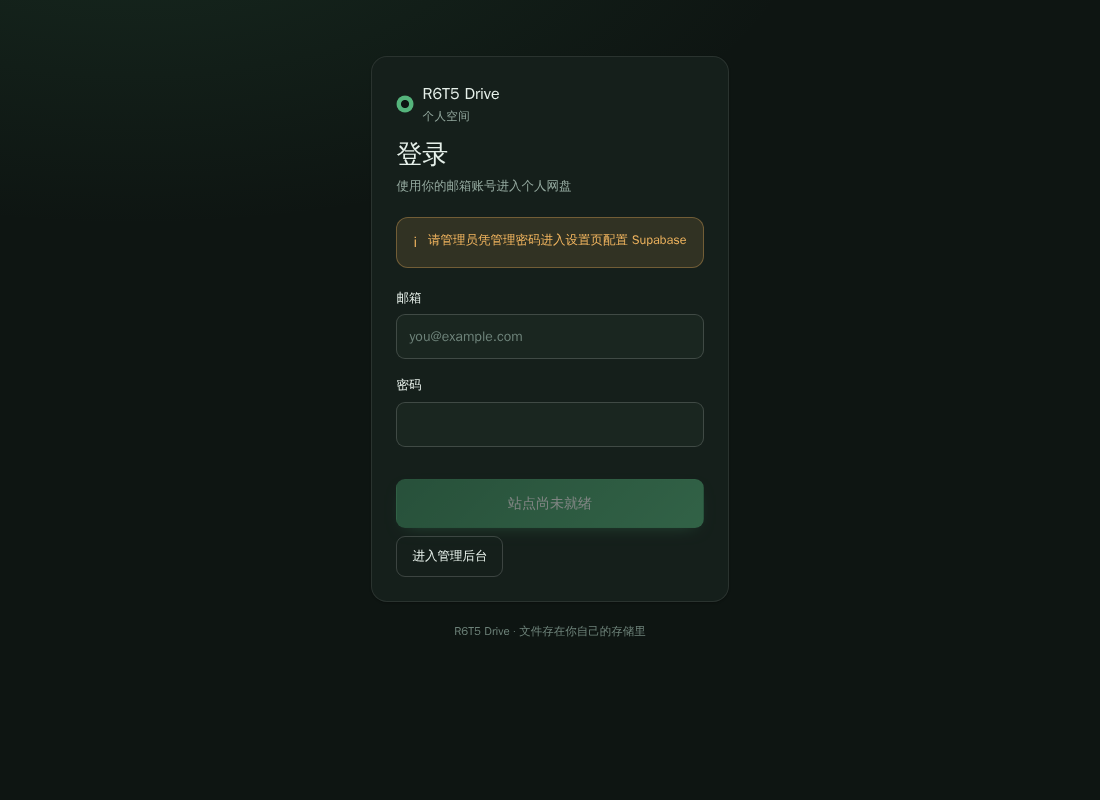 R6T5 Drive
个人空间
登录
使用你的邮箱账号进入个人网盘
i 请管理员凭管理密码进入设置页配置 Supabase
邮箱
you@example.com
密码
站点尚未就绪
进入管理后台
R6T5 Drive · 文件存在你自己的存储里